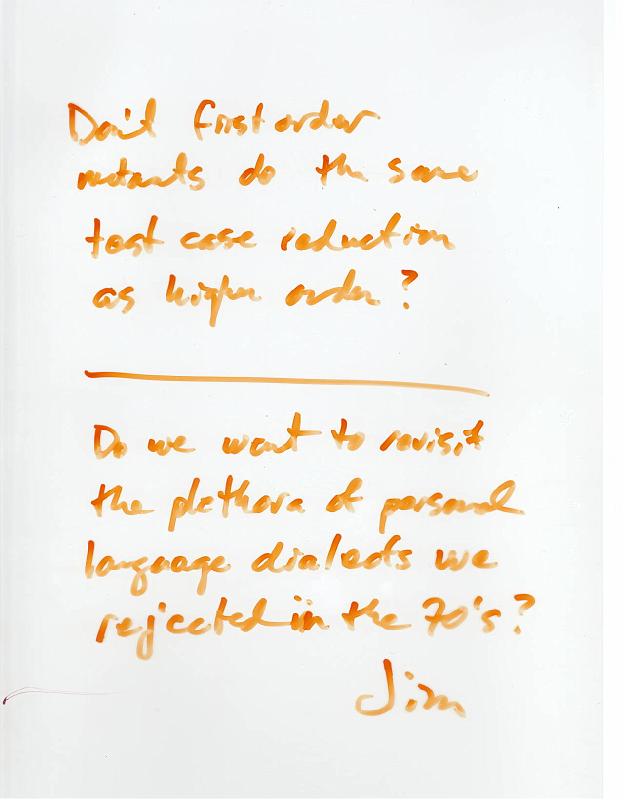 Don't first order
mutants do the same
test case reduction
as higher order?
Do we want to revisit
the plethora of personal
language dialects we
rejected in the 70's?
Jim